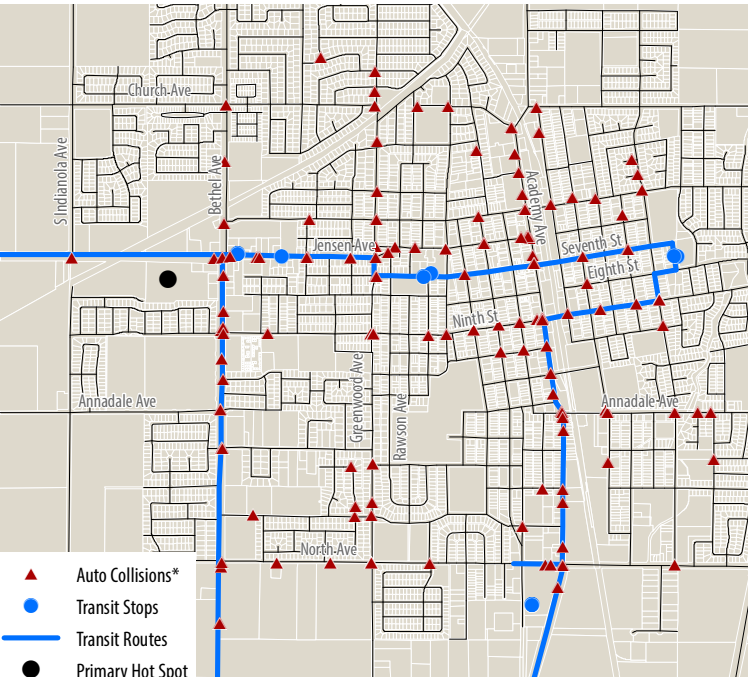 Church Ave
S Indianola Ave
Bethel Ave
Academy Ave
Jensen Ave
Seventh St
Eighth St
Ninth St
Greenwood Ave
Rawson Ave
Annadale Ave
Annadale Ave
North Ave
Auto Collisions*
Transit Stops
Transit Routes
Primary Hot Spot